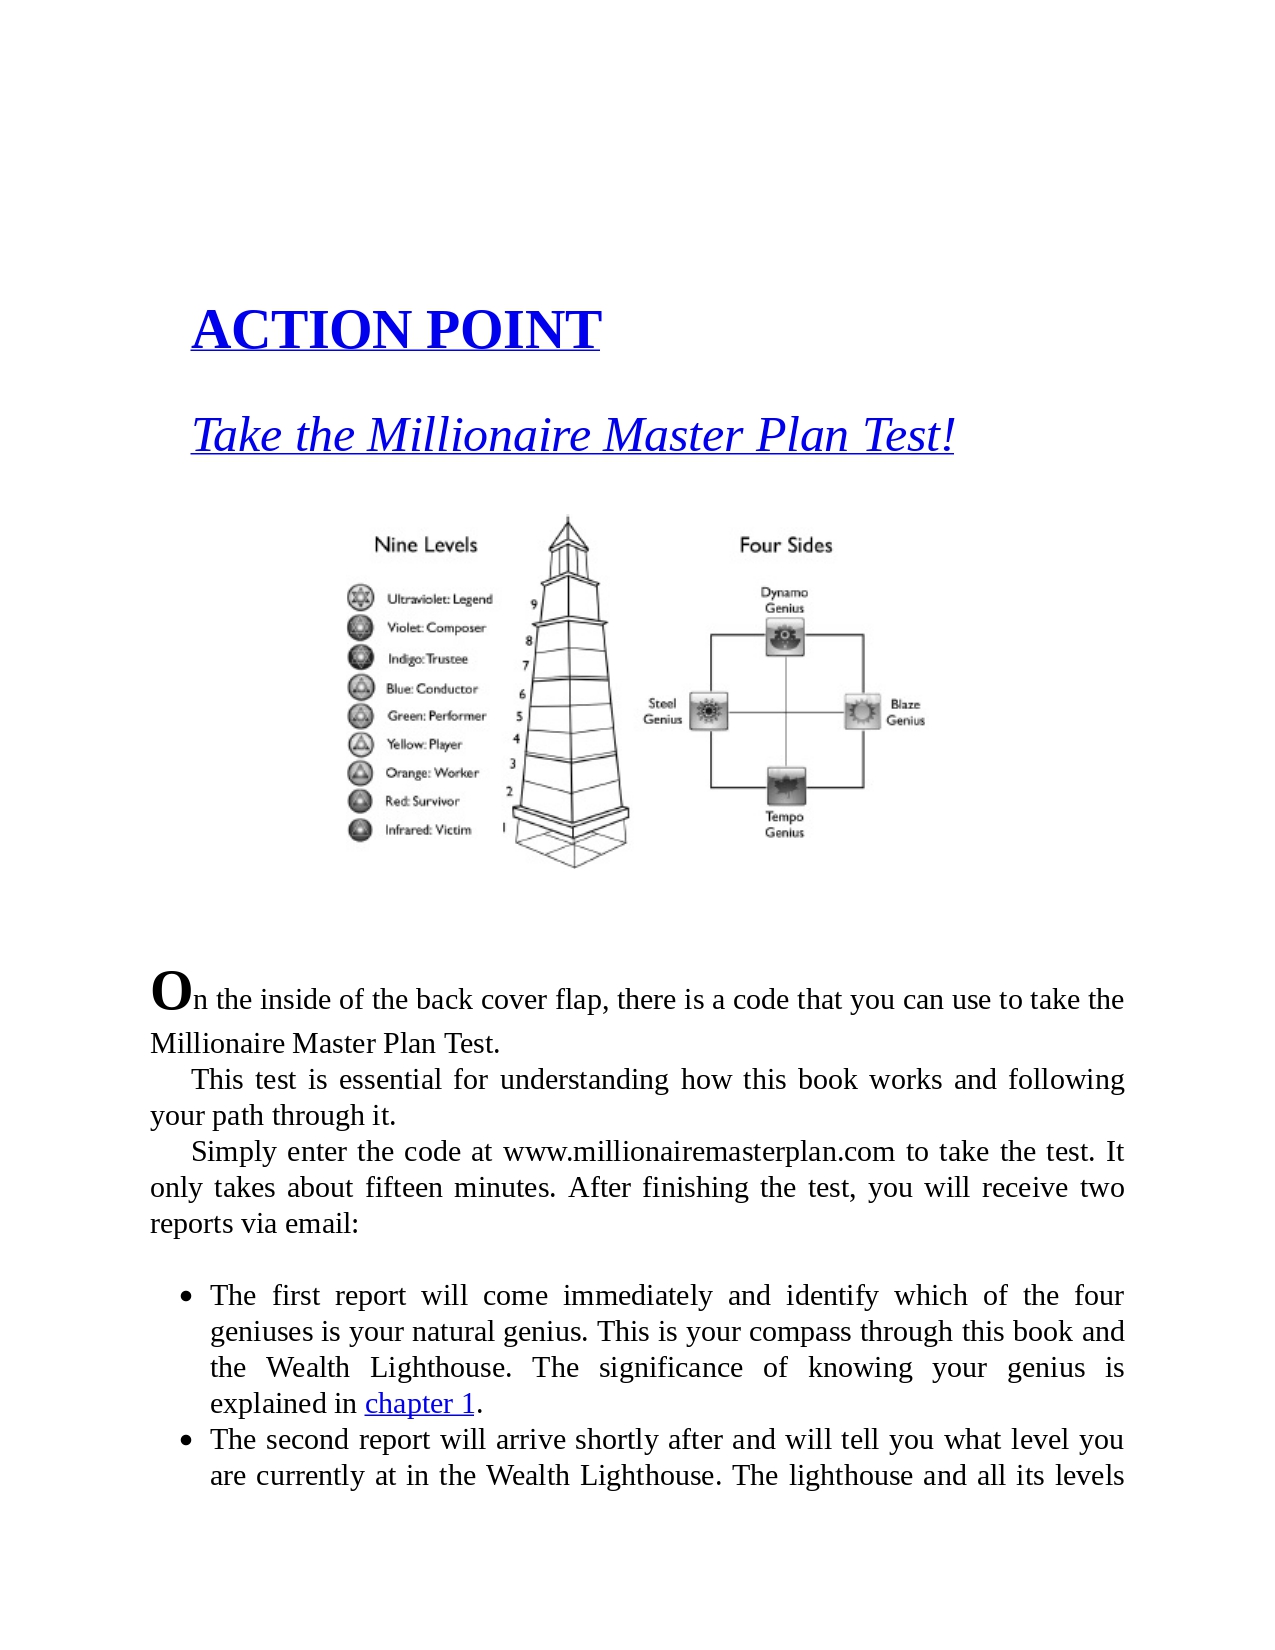 ACTION POINT
Take the Millionaire Master Plan Test!
Nine Levels
Ultraviolet: Legend
Violet: Composer
Indigo: Trustee
Blue: Conductor
Green: Performer
Yellow: Player
Orange: Worker
Red: Survivor
Infrared: Victim
9
8
7
6
5
4
3
2
1
Four Sides
Dynamo
Genius
Steel
Genius
Blaze
Genius
Tempo
Genius
On the inside of the back cover flap, there is a code that you can use to take the
Millionaire Master Plan Test.
This test is essential for understanding how this book works and following
your path through it.
Simply enter the code at www.millionairemasterplan.com to take the test. It
only takes about fifteen minutes. After finishing the test, you will receive two
reports via email:
• The first report will come immediately and identify which of the four
geniuses is your natural genius. This is your compass through this book and
the Wealth Lighthouse. The significance of knowing your genius is
explained in chapter 1.
• The second report will arrive shortly after and will tell you what level you
are currently at in the Wealth Lighthouse. The lighthouse and all its levels